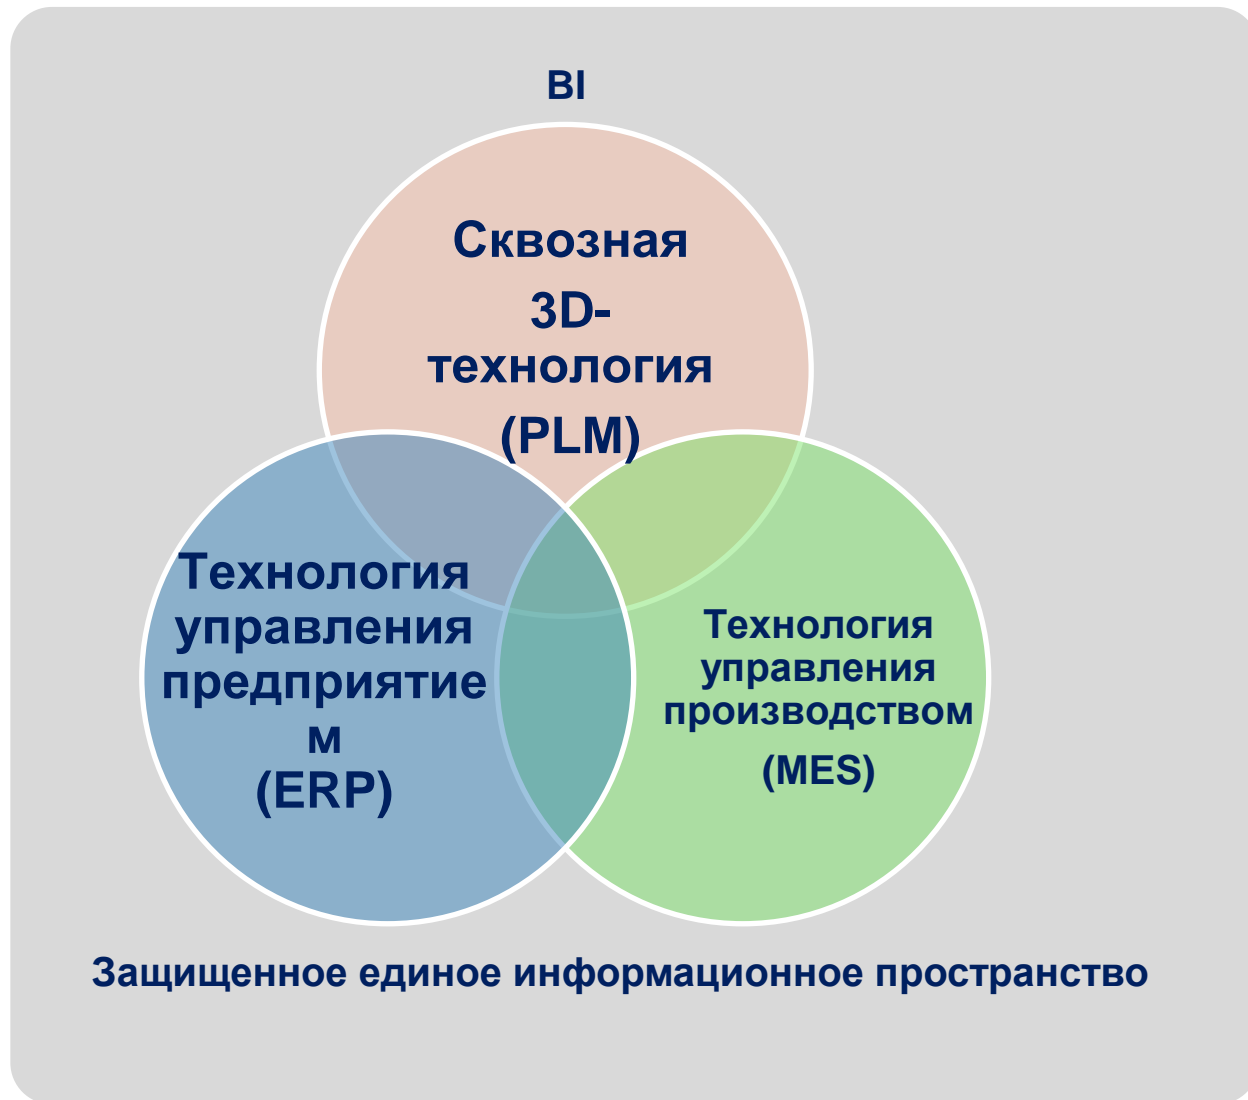 BI
Сквозная
3D-
технология
(PLM)
Технология
управления
предприятие
м
(ERP)
Технология
управления
производством
(MES)
Защищенное единое информационное пространство